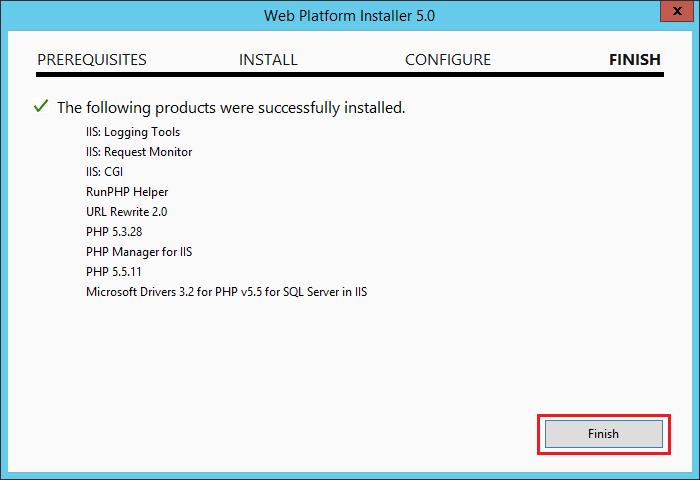 Web Platform Installer 5.0
x
PREREQUISITES INSTALL CONFIGURE FINISH
The following products were successfully installed.
IIS: Logging Tools
IIS: Request Monitor
IIS: CGI
RunPHP Helper
URL Rewrite 2.0
PHP 5.3.28
PHP Manager for IIS
PHP 5.5.11
Microsoft Drivers 3.2 for PHP v5.5 for SQL Server in IIS
Finish